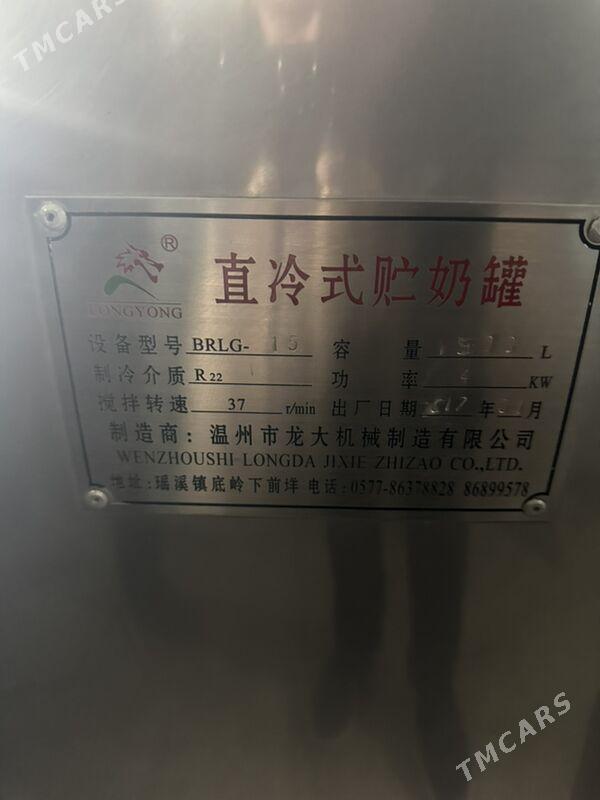 TMCARS
®
LONGYONG
直冷式贮奶罐
设备型号 BRLG-15 容量 L
制冷介质 R22 功率 4 KW
搅拌转速 37 r/min 出厂日期 年 月
制造商：温州市龙大机械制造有限公司
WENZHOUSHI LONGDA JIXIE ZHIZAO CO.,LTD.
地址：瑶溪镇底岭下前垟 电话：0577-86378828 86899578
TMCARS